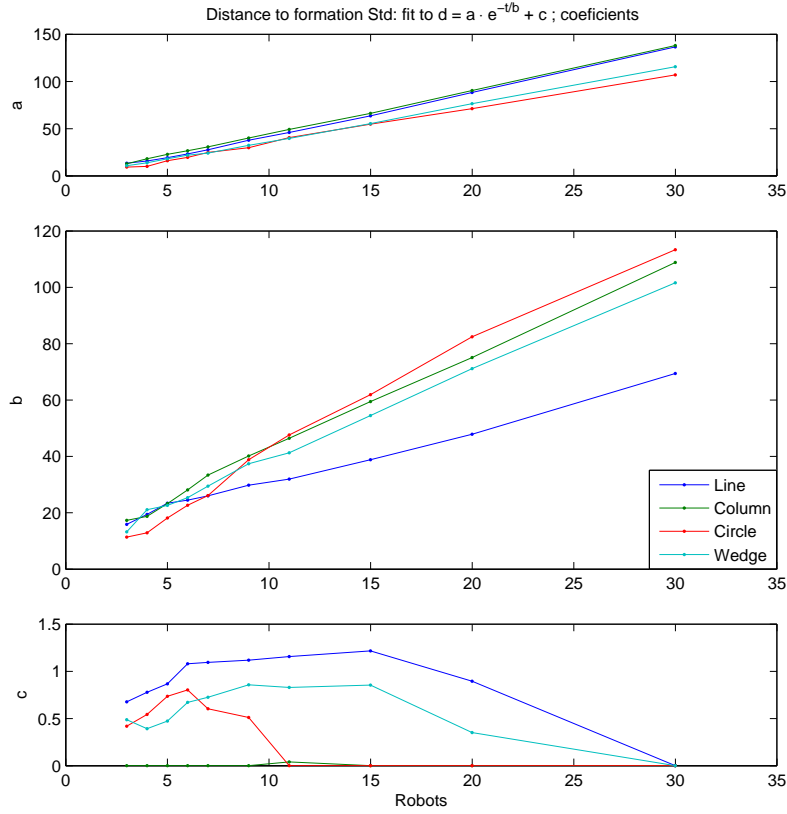 Distance to formation Std: fit to d = a · e^{-t/b} + c ; coeficients
150
100
50
0
a
0 5 10 15 20 25 30 35
120
100
80
60
40
20
0
b
0 5 10 15 20 25 30 35
Line
Column
Circle
Wedge
1.5
1
0.5
0
c
0 5 10 15 20 25 30 35
Robots